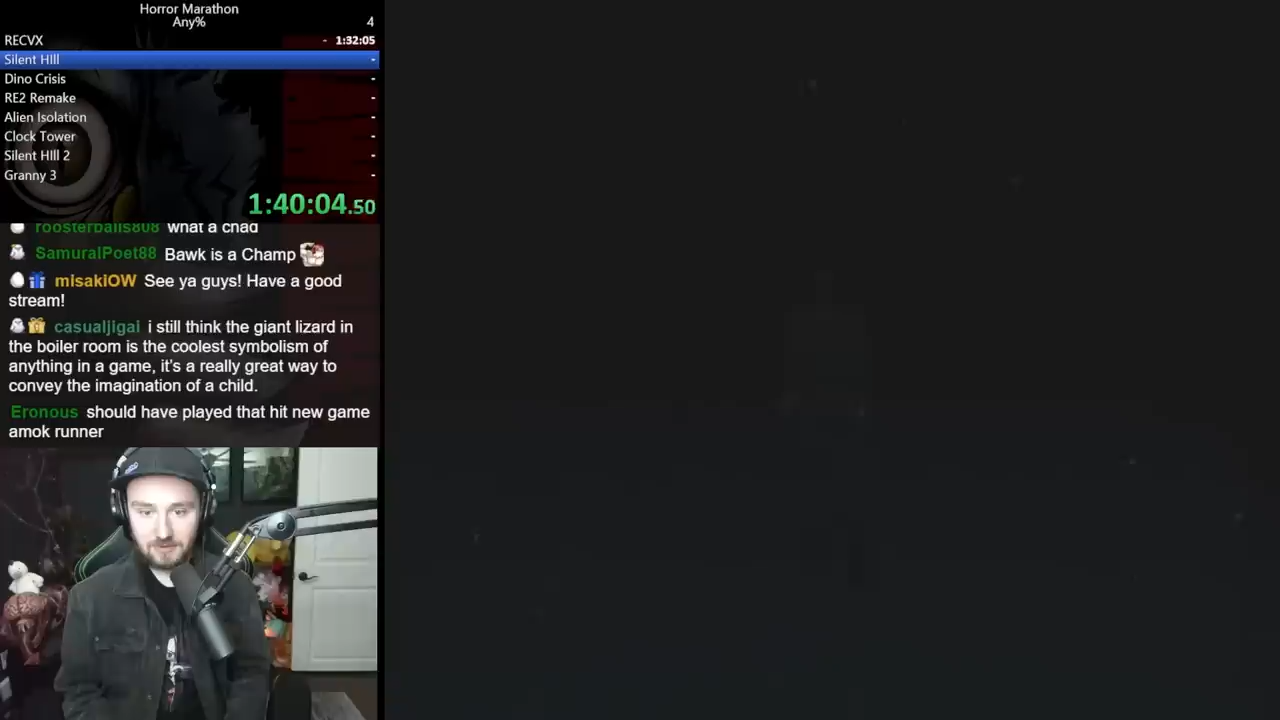 Horror Marathon
Any%
4
RECVX - 1:32:05
Silent HIll -
Dino Crisis -
RE2 Remake -
Alien Isolation -
Clock Tower -
Silent HIll 2 -
Granny 3 -
1:40:04.50
roosterballs808 what a chad
SamuraiPoet88 Bawk is a Champ
misakiOW See ya guys! Have a good
stream!
casualjigai i still think the giant lizard in
the boiler room is the coolest symbolism of
anything in a game, it's a really great way to
convey the imagination of a child.
Eronous should have played that hit new game
amok runner